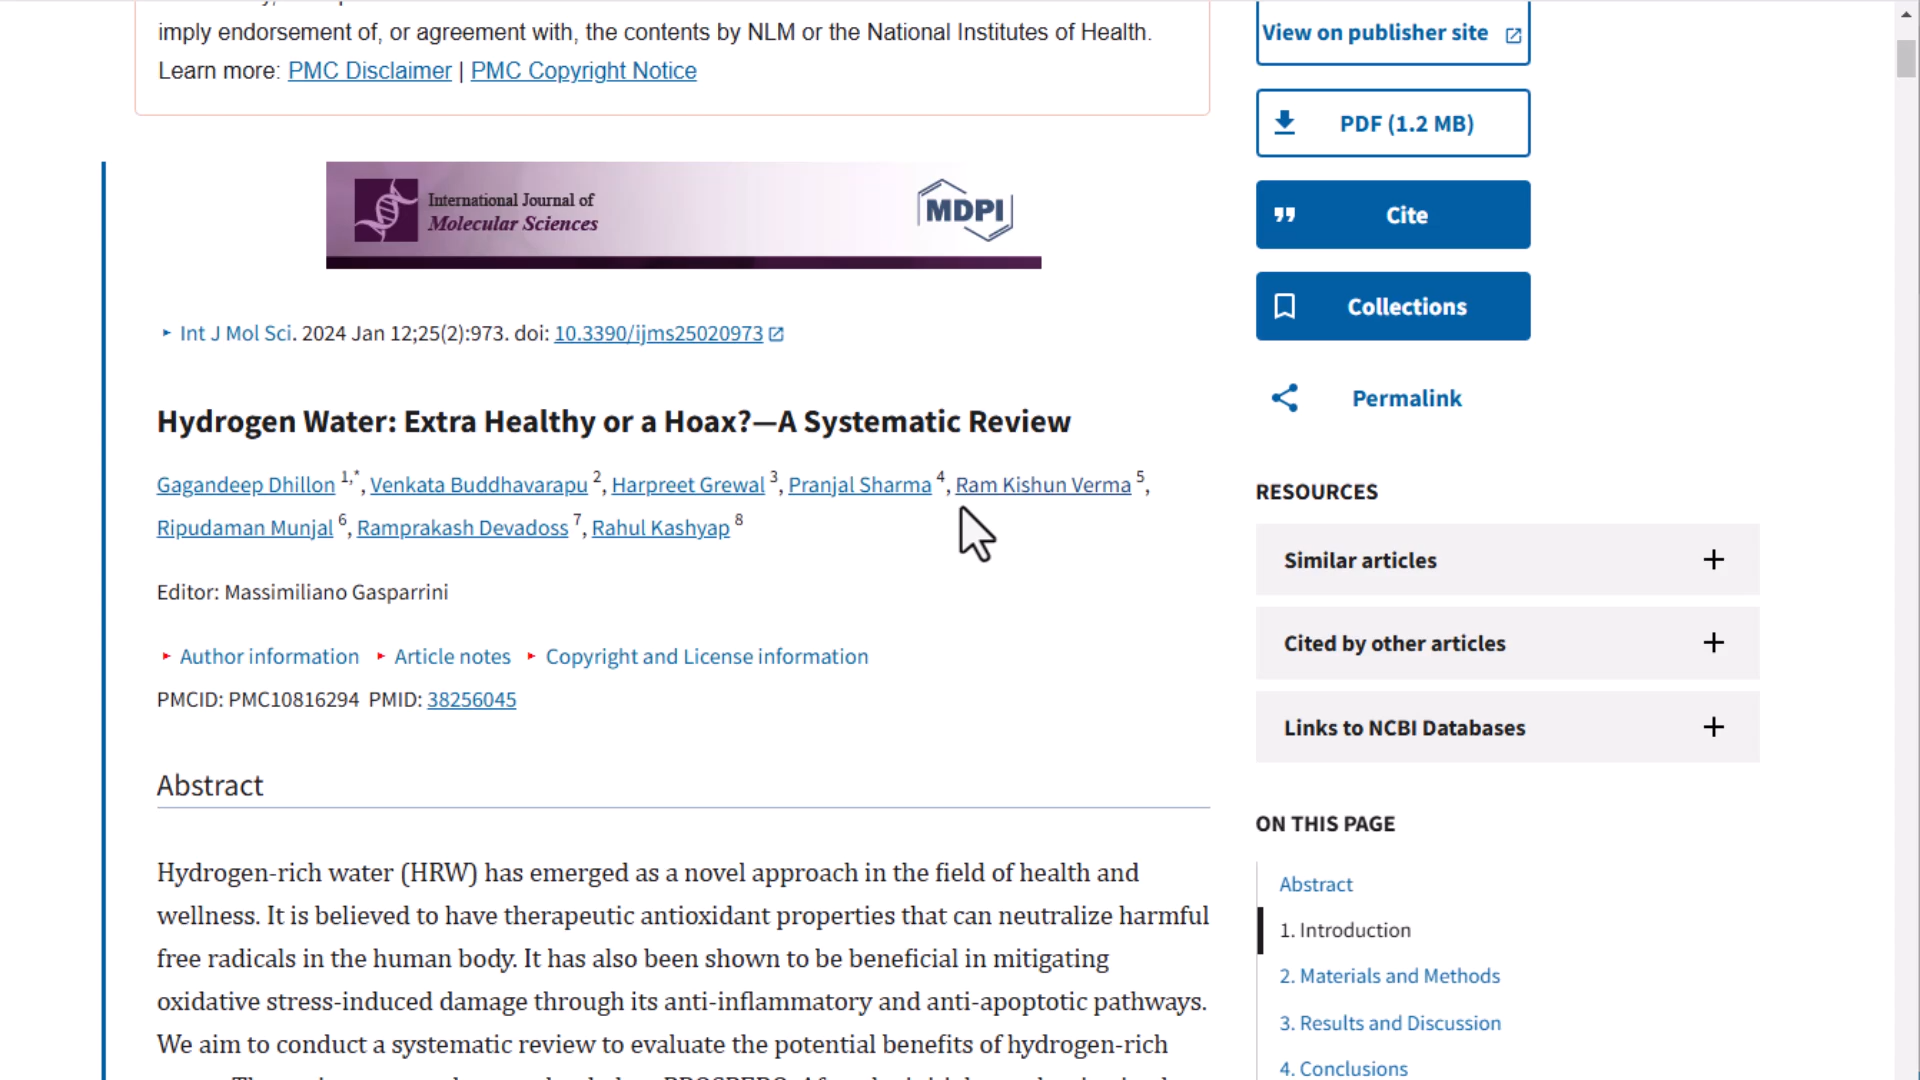 imply endorsement of, or agreement with, the contents by NLM or the National Institutes of Health.
Learn more: PMC Disclaimer | PMC Copyright Notice
International Journal of
Molecular Sciences
MDPI
Int J Mol Sci. 2024 Jan 12;25(2):973. doi: 10.3390/ijms25020973
Hydrogen Water: Extra Healthy or a Hoax?—A Systematic Review
Gagandeep Dhillon 1,*, Venkata Buddhavarapu 2, Harpreet Grewal 3, Pranjal Sharma 4, Ram Kishun Verma 5,
Ripudaman Munjal 6, Ramprakash Devadoss 7, Rahul Kashyap 8
Editor: Massimiliano Gasparrini
Author information Article notes Copyright and License information
PMCID: PMC10816294 PMID: 38256045
Abstract
Hydrogen-rich water (HRW) has emerged as a novel approach in the field of health and
wellness. It is believed to have therapeutic antioxidant properties that can neutralize harmful
free radicals in the human body. It has also been shown to be beneficial in mitigating
oxidative stress-induced damage through its anti-inflammatory and anti-apoptotic pathways.
We aim to conduct a systematic review to evaluate the potential benefits of hydrogen-rich
View on publisher site
PDF (1.2 MB)
Cite
Collections
Permalink
RESOURCES
Similar articles
Cited by other articles
Links to NCBI Databases
ON THIS PAGE
Abstract
1. Introduction
2. Materials and Methods
3. Results and Discussion
4. Conclusions